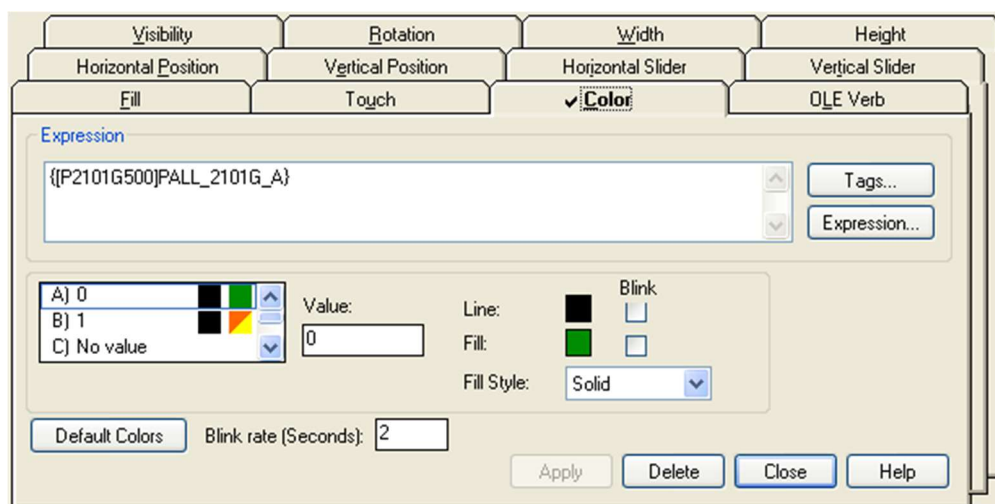 Visibility Rotation Width Height
Horizontal Position Vertical Position Horizontal Slider Vertical Slider
Fill Touch Color OLE Verb
Expression
{[P2101G500]PALL_2101G_A}
Tags...
Expression...
A) 0
B) 1
C) No value
Value:
0
Blink
Line:
Fill:
Fill Style: Solid
Default Colors Blink rate (Seconds): 2
Apply Delete Close Help